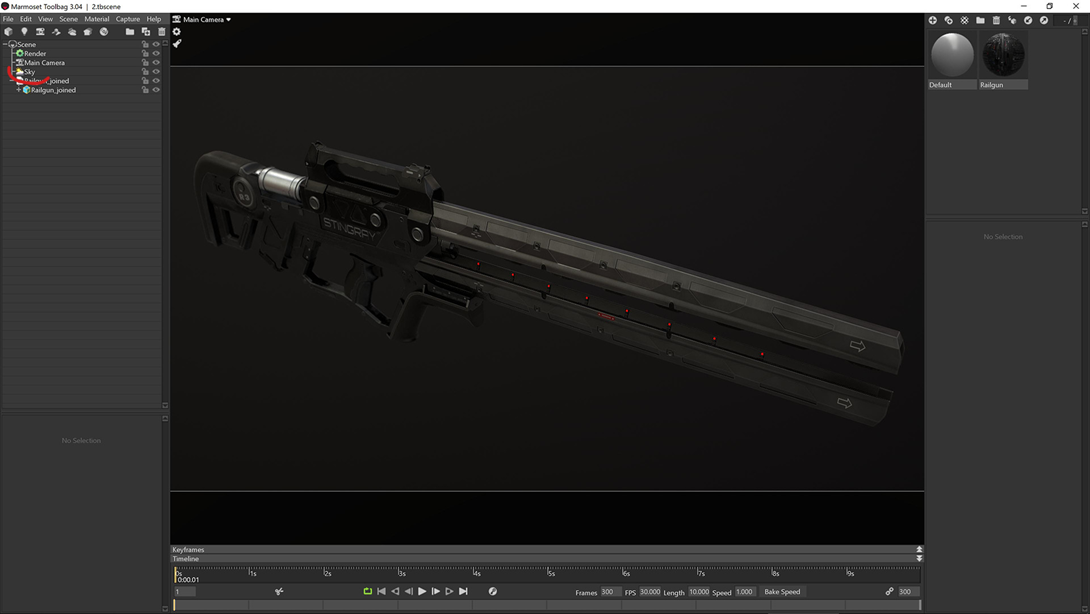 Marmoset Toolbag 3.04 | 2.tbscene
File Edit View Scene Material Capture Help
Main Camera
- / -
Scene
Render
Main Camera
Sky
Railgun_joined
Railgun_joined
Default
Railgun
STINGRAY
No Selection
No Selection
Keyframes
Timeline
0s 1s 2s 3s 4s 5s 6s 7s 8s 9s
0:00.01
1
Frames 300 FPS 30.000 Length 10.000 Speed 1.000 Bake Speed 300